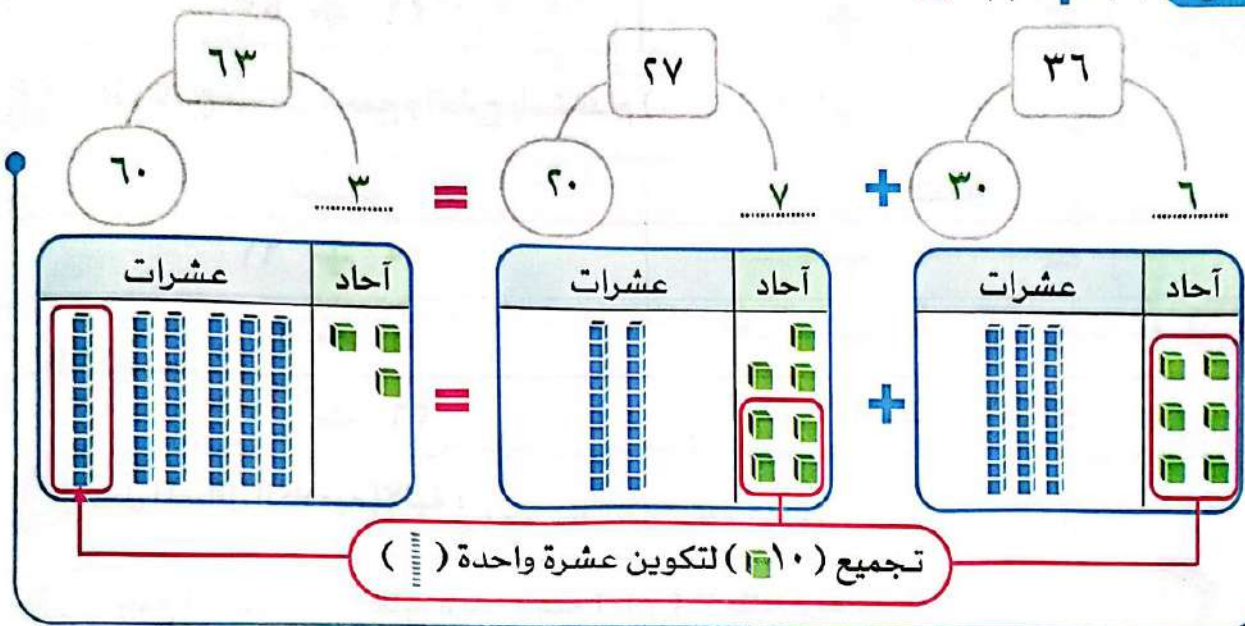 ٣٦ ٢٧ ٦٣
٦ ٣٠ + ٧ ٢٠ = ٣ ٦٠
آحاد عشرات آحاد عشرات آحاد عشرات
+ =
تجميع (١٠) لتكوين عشرة واحدة ( )